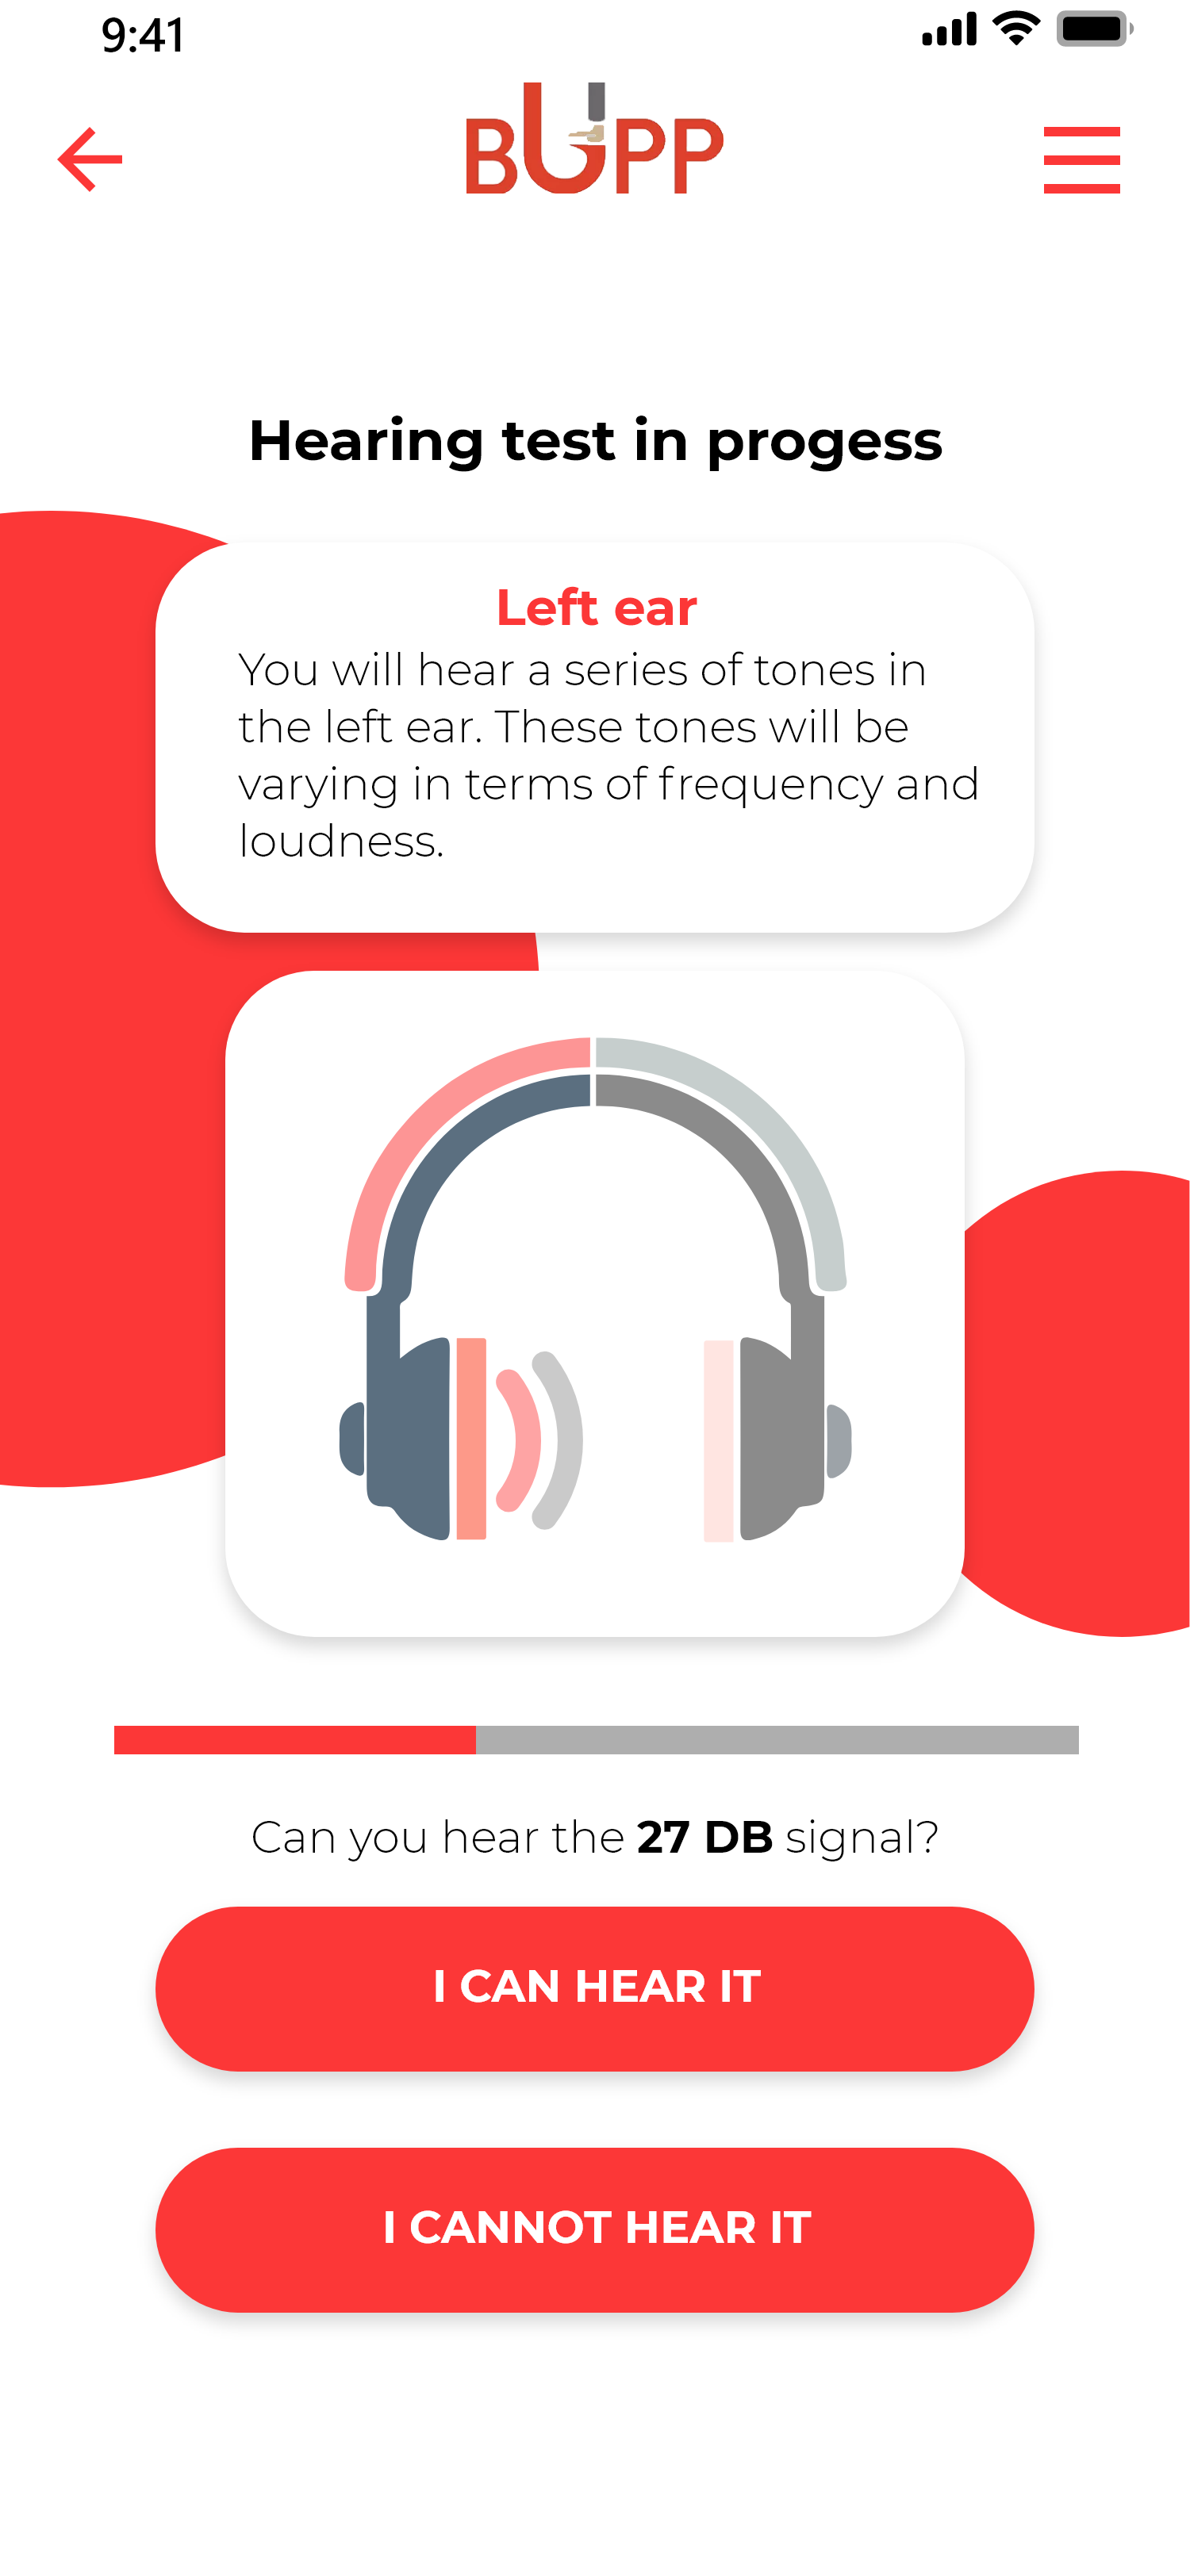 9:41
BUPP
Hearing test in progess
Left ear
You will hear a series of tones in
the left ear. These tones will be
varying in terms of frequency and
loudness.
Can you hear the 27 DB signal?
I CAN HEAR IT
I CANNOT HEAR IT